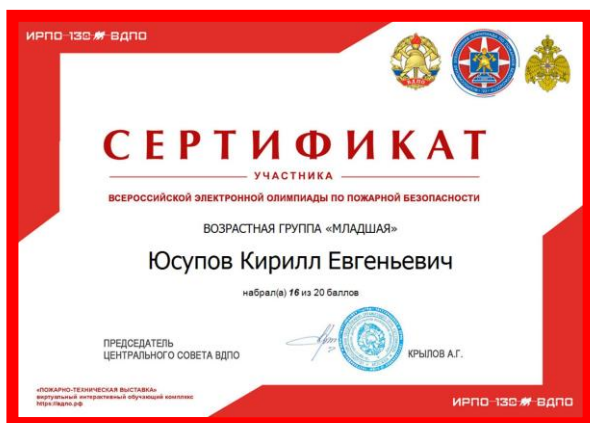 ИРПО-130-ВДПО
ВДПО
СЕРТИФИКАТ
УЧАСТНИКА
ВСЕРОССИЙСКОЙ ЭЛЕКТРОННОЙ ОЛИМПИАДЫ ПО ПОЖАРНОЙ БЕЗОПАСНОСТИ
ВОЗРАСТНАЯ ГРУППА «МЛАДШАЯ»
Юсупов Кирилл Евгеньевич
набрал(а) 16 из 20 баллов
ПРЕДСЕДАТЕЛЬ
ЦЕНТРАЛЬНОГО СОВЕТА ВДПО
КРЫЛОВ А.Г.
«ПОЖАРНО-ТЕХНИЧЕСКАЯ ВЫСТАВКА»
виртуальный интерактивный обучающий комплекс
https://вдпо.рф
ИРПО-130-ВДПО